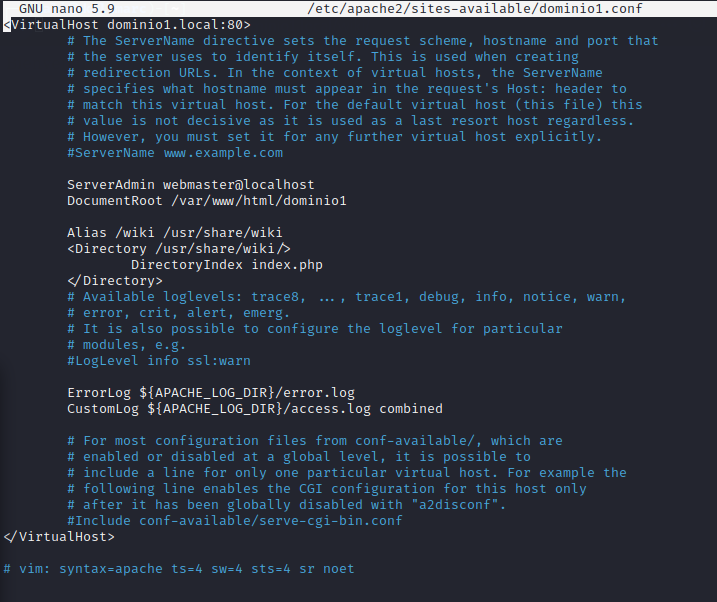 GNU nano 5.9 /etc/apache2/sites-available/dominio1.conf
<VirtualHost dominio1.local:80>
# The ServerName directive sets the request scheme, hostname and port that
# the server uses to identify itself. This is used when creating
# redirection URLs. In the context of virtual hosts, the ServerName
# specifies what hostname must appear in the request's Host: header to
# match this virtual host. For the default virtual host (this file) this
# value is not decisive as it is used as a last resort host regardless.
# However, you must set it for any further virtual host explicitly.
#ServerName www.example.com
ServerAdmin webmaster@localhost
DocumentRoot /var/www/html/dominio1
Alias /wiki /usr/share/wiki
<Directory /usr/share/wiki/>
DirectoryIndex index.php
</Directory>
# Available loglevels: trace8, ..., trace1, debug, info, notice, warn,
# error, crit, alert, emerg.
# It is also possible to configure the loglevel for particular
# modules, e.g.
#LogLevel info ssl:warn
ErrorLog ${APACHE_LOG_DIR}/error.log
CustomLog ${APACHE_LOG_DIR}/access.log combined
# For most configuration files from conf-available/, which are
# enabled or disabled at a global level, it is possible to
# include a line for only one particular virtual host. For example the
# following line enables the CGI configuration for this host only
# after it has been globally disabled with "a2disconf".
#Include conf-available/serve-cgi-bin.conf
</VirtualHost>
# vim: syntax=apache ts=4 sw=4 sts=4 sr noet